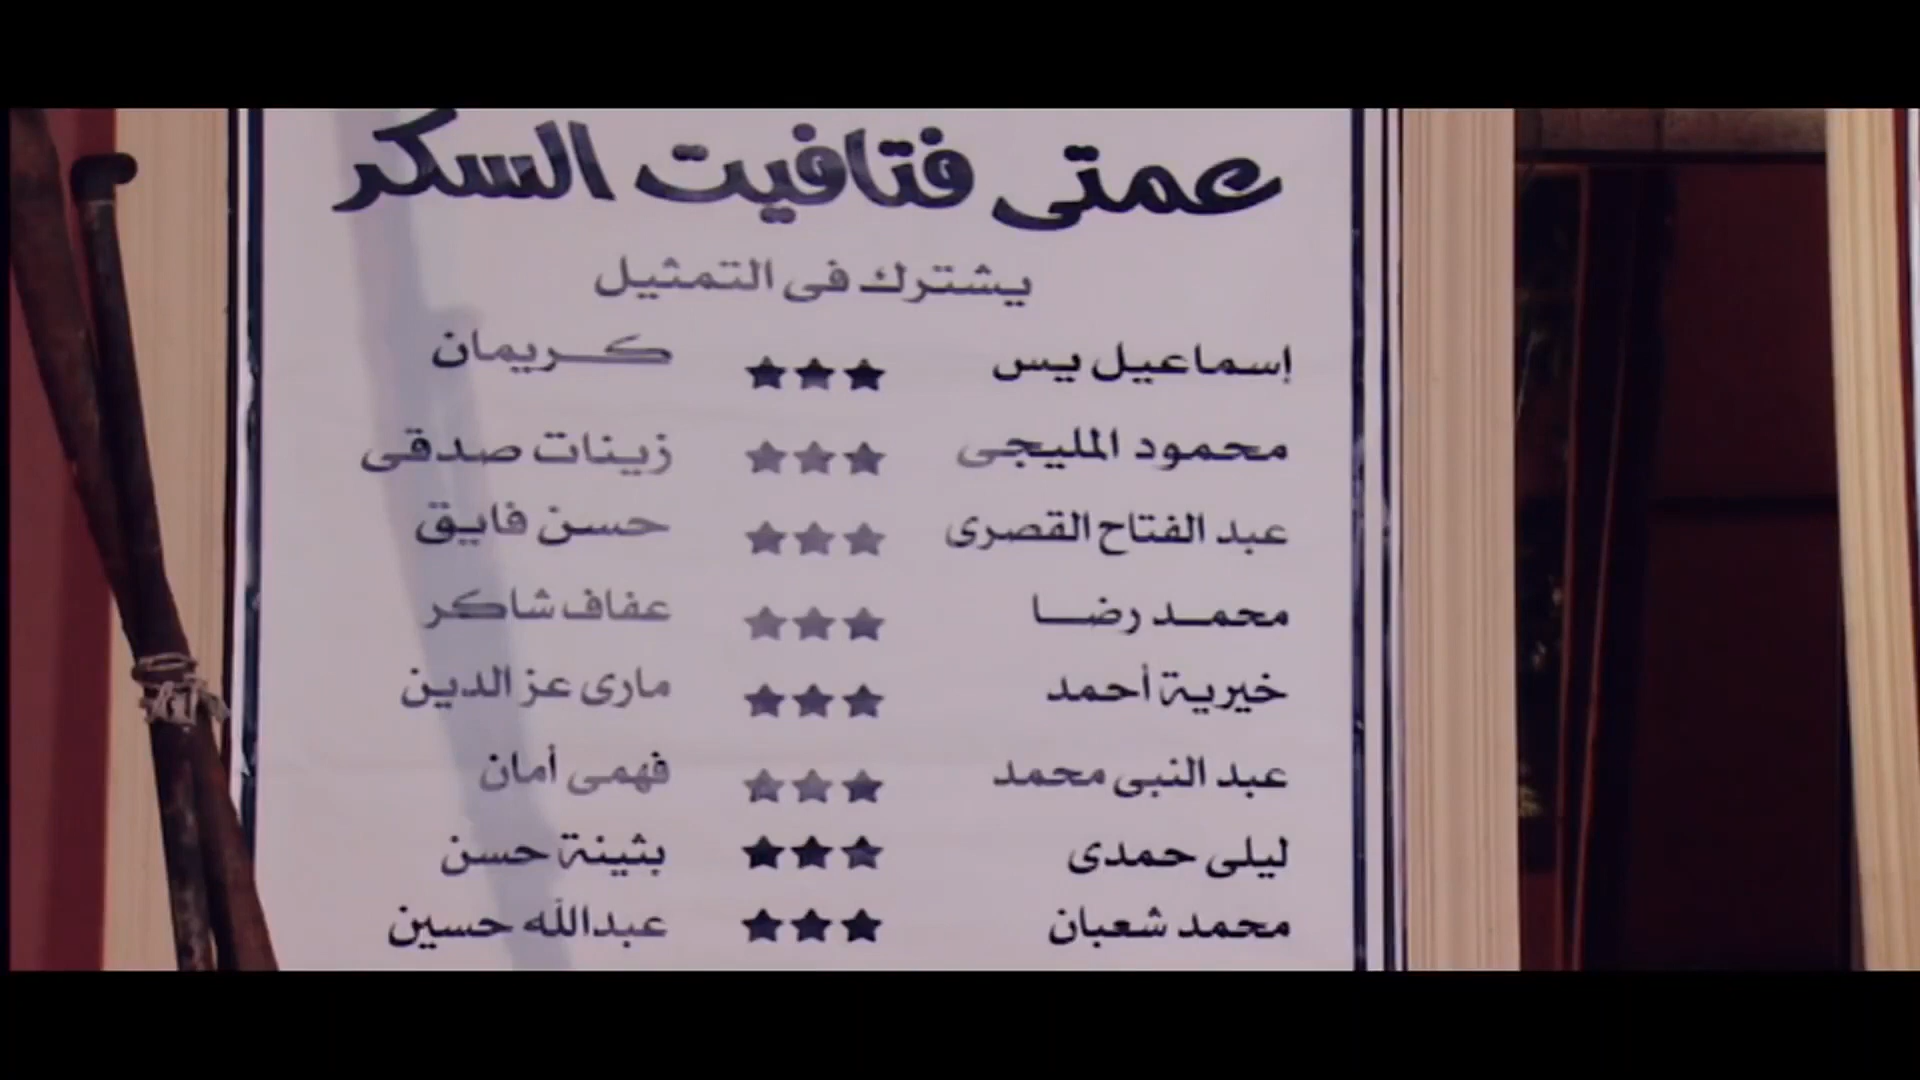 عمتى فتافيت السكر
يشترك فى التمثيل
إسماعيل يس ★★★ كريمان
محمود المليجى ★★★ زينات صدقى
عبد الفتاح القصرى ★★★ حسن فايق
محمد رضا ★★★ عفاف شاكر
خيرية أحمد ★★★ مارى عز الدين
عبد النبى محمد ★★★ فهمى أمان
ليلى حمدى ★★★ بثينة حسن
محمد شعبان ★★★ عبدالله حسين